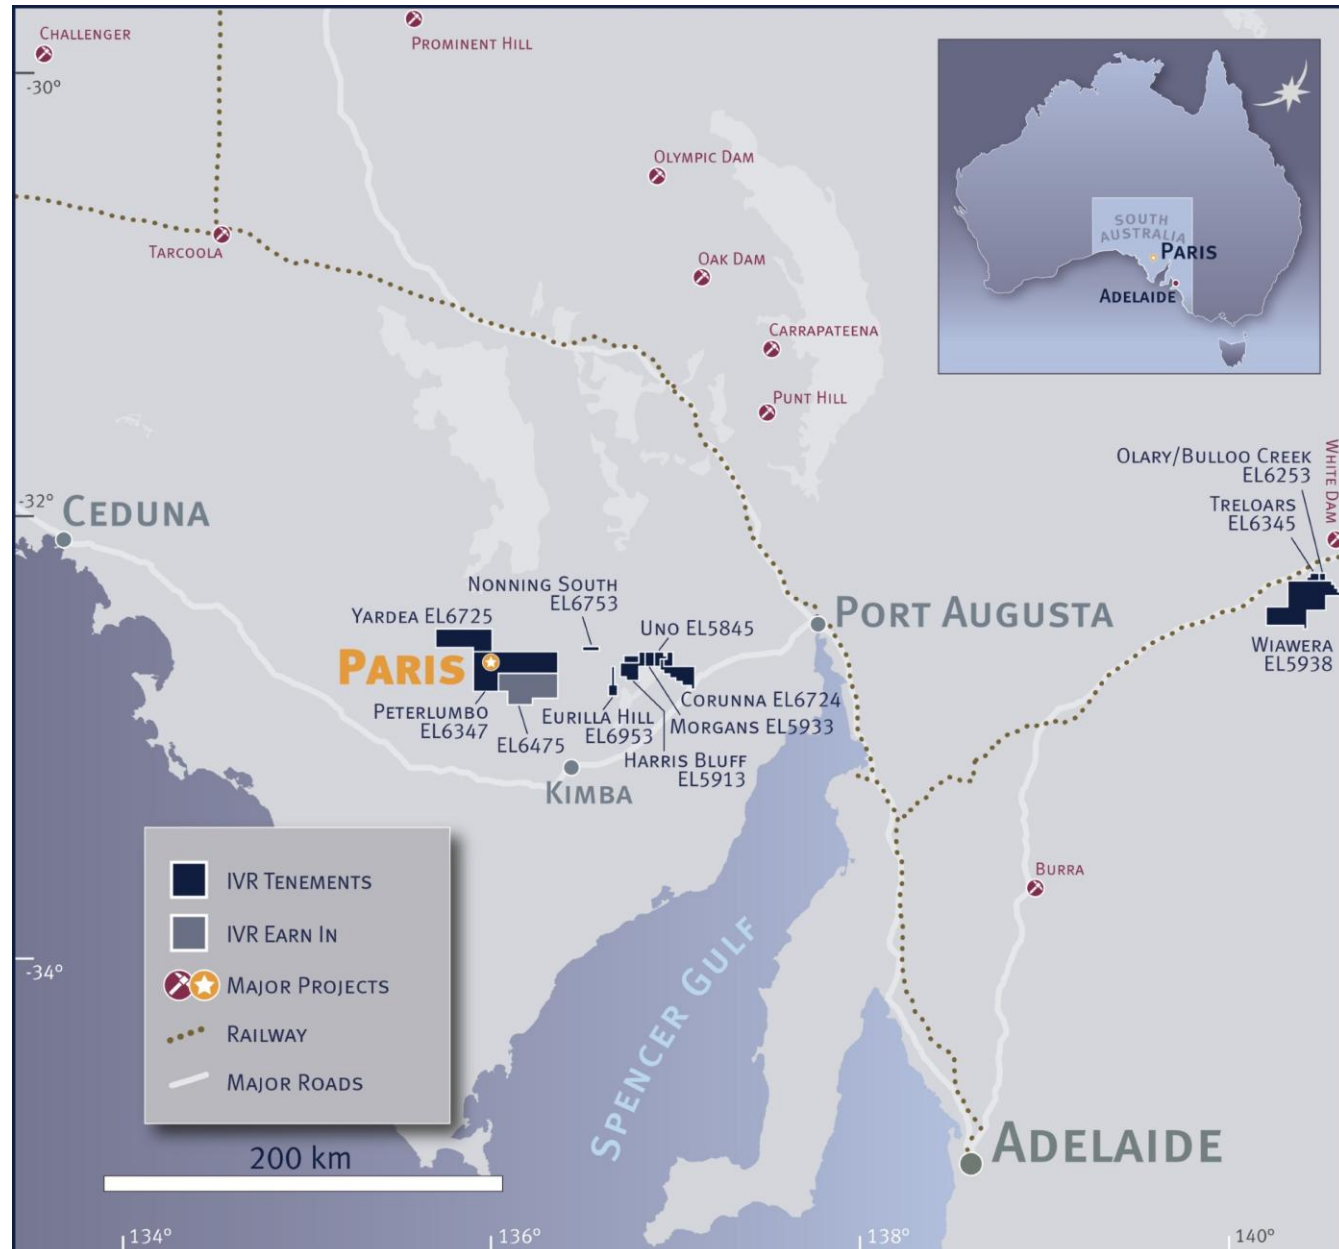 CHALLENGER
PROMINENT HILL
-30°
OLYMPIC DAM
TARCOOLA
OAK DAM
CARRAPATEENA
PUNT HILL
SOUTH
AUSTRALIA
PARIS
ADELAIDE
OLARY/BULLOO CREEK
EL6253
TRELOARS
EL6345
WHITE DAM
-32°
CEDUNA
NONNING SOUTH
EL6753
YARDEA EL6725
UNO EL5845
PORT AUGUSTA
PARIS
WIAWERA
EL5938
PETERLUMBO
EL6347
EL6475
EURILLA HILL
EL6953
CORUNNA EL6724
MORGANS EL5933
HARRIS BLUFF
EL5913
KIMBA
BURRA
IVR TENEMENTS
IVR EARN IN
MAJOR PROJECTS
RAILWAY
MAJOR ROADS
-34°
SPENCER GULF
200 km
ADELAIDE
134°
136°
138°
140°